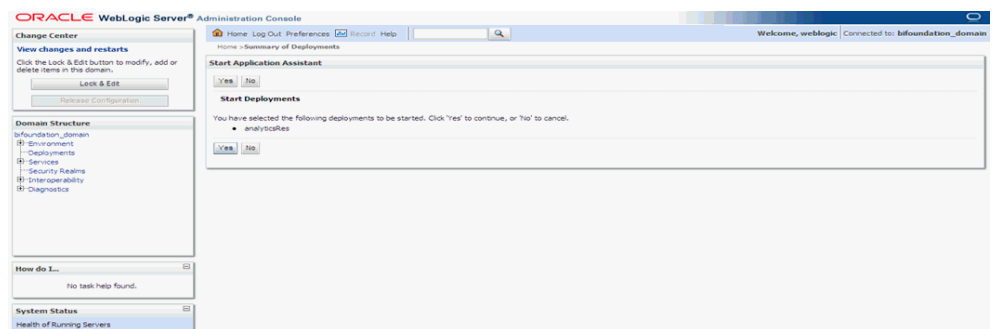 ORACLE WebLogic Server® Administration Console
Change Center
View changes and restarts
Click the Lock & Edit button to modify, add or
delete items in this domain.
Lock & Edit
Release Configuration
Domain Structure
bifoundation_domain
Environment
Deployments
Services
Security Realms
Interoperability
Diagnostics
How do I...
No task help found.
System Status
Health of Running Servers
Home Log Out Preferences Record Help
Welcome, weblogic Connected to: bifoundation_domain
Home >Summary of Deployments
Start Application Assistant
Yes No
Start Deployments
You have selected the following deployments to be started. Click 'Yes' to continue, or 'No' to cancel.
• analyticsRes
Yes No